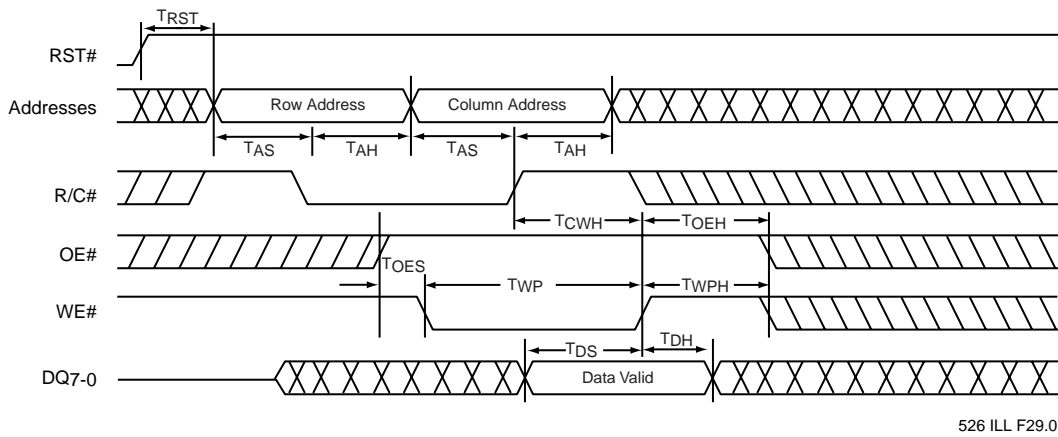 TRST
RST#
Addresses
Row Address
Column Address
TAS
TAH
TAS
TAH
R/C#
TCWH
TOEH
OE#
TOES
TWP
TWPH
WE#
TDS
TDH
DQ7-0
Data Valid
526 ILL F29.0